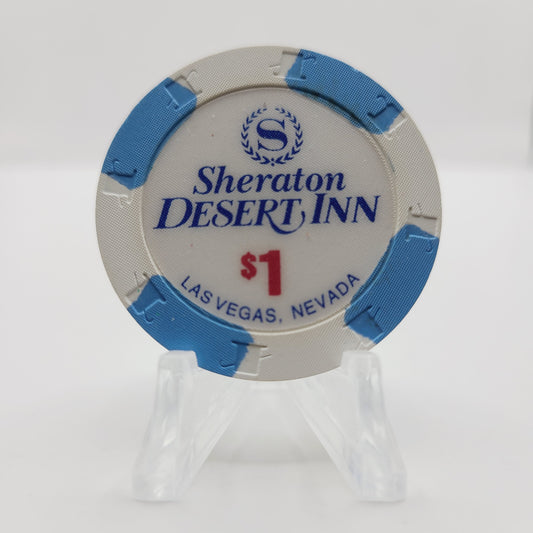 S
Sheraton
DESERT INN
$1
LAS VEGAS, NEVADA